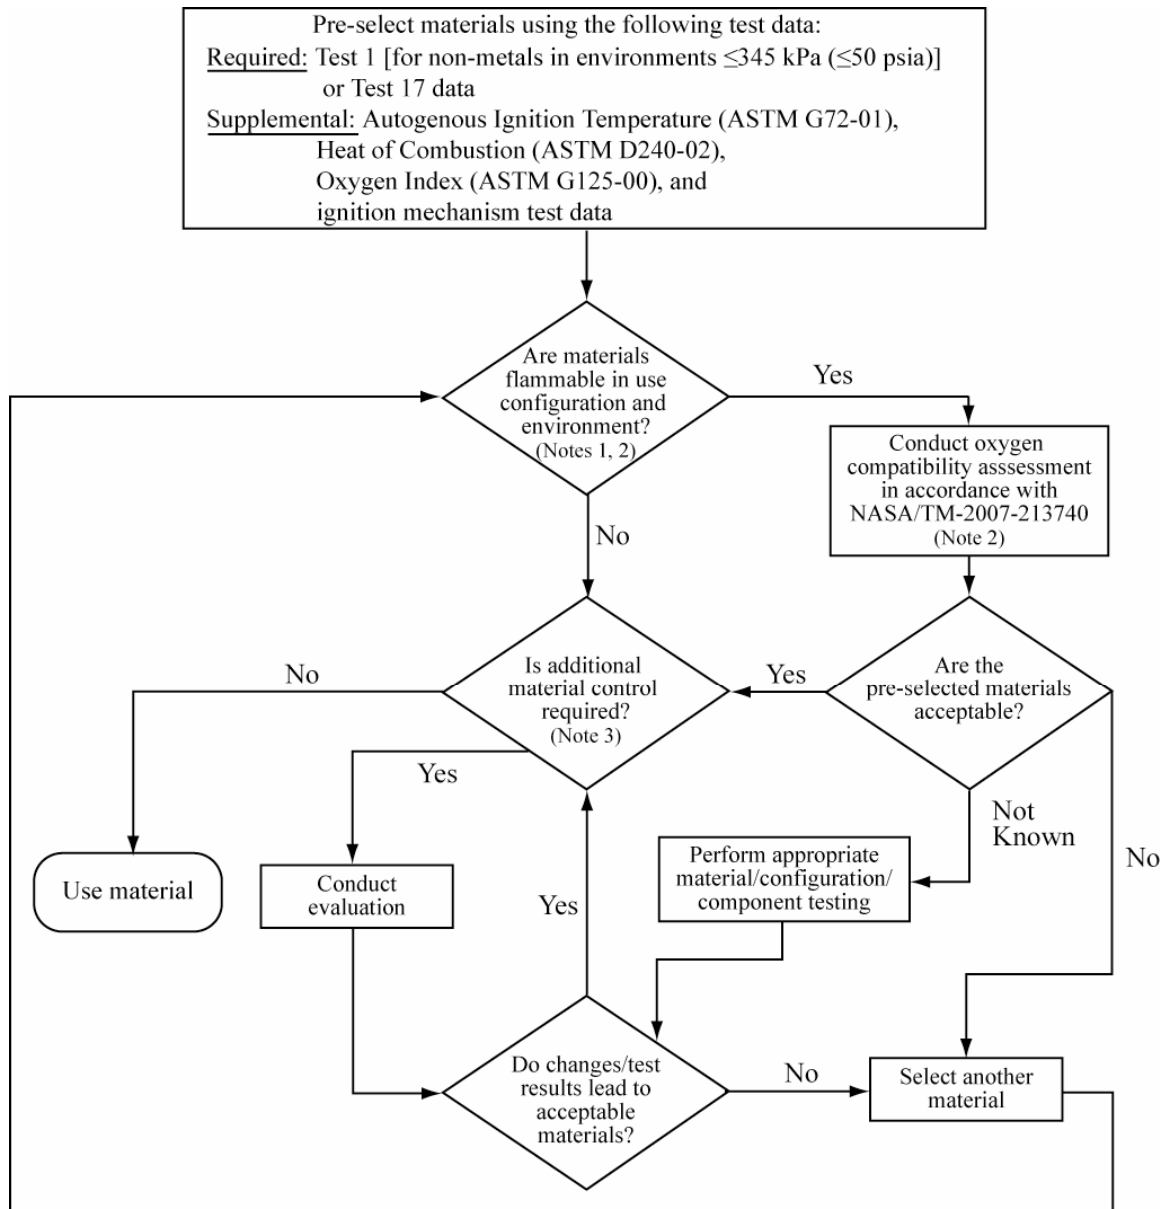 Pre-select materials using the following test data:
Required: Test 1 [for non-metals in environments ≤345 kPa (≤50 psia)]
or Test 17 data
Supplemental: Autogenous Ignition Temperature (ASTM G72-01),
Heat of Combustion (ASTM D240-02),
Oxygen Index (ASTM G125-00), and
ignition mechanism test data
Are materials
flammable in use
configuration and
environment?
(Notes 1, 2)
Yes
Conduct oxygen
compatibility asssessment
in accordance with
NASA/TM-2007-213740
(Note 2)
No
No
Is additional
material control
required?
(Note 3)
Yes
Are the
pre-selected materials
acceptable?
Yes
Not
Known
No
Use material
Conduct
evaluation
Yes
Perform appropriate
material/configuration/
component testing
Do changes/test
results lead to
acceptable
materials?
No
Select another
material